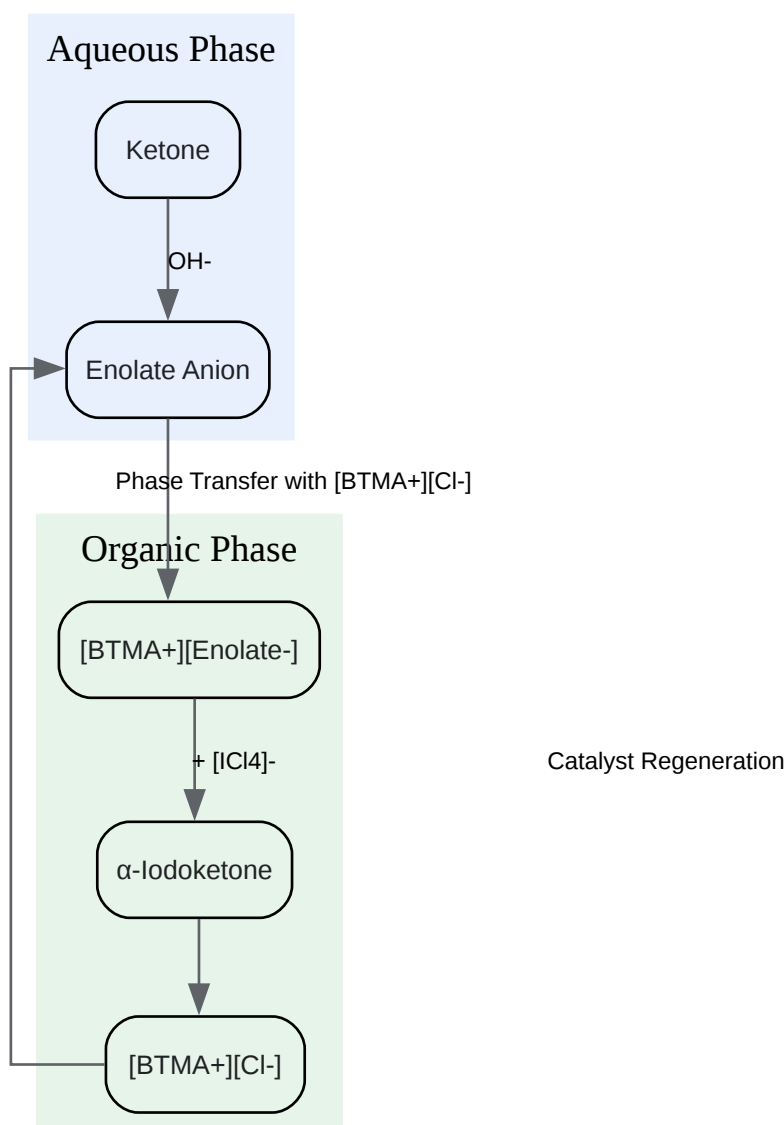 Aqueous Phase
Ketone
OH-
Enolate Anion
Phase Transfer with [BTMA+][Cl-]
Organic Phase
[BTMA+][Enolate-]
+ [ICl4]-
Catalyst Regeneration
α-Iodoketone
[BTMA+][Cl-]